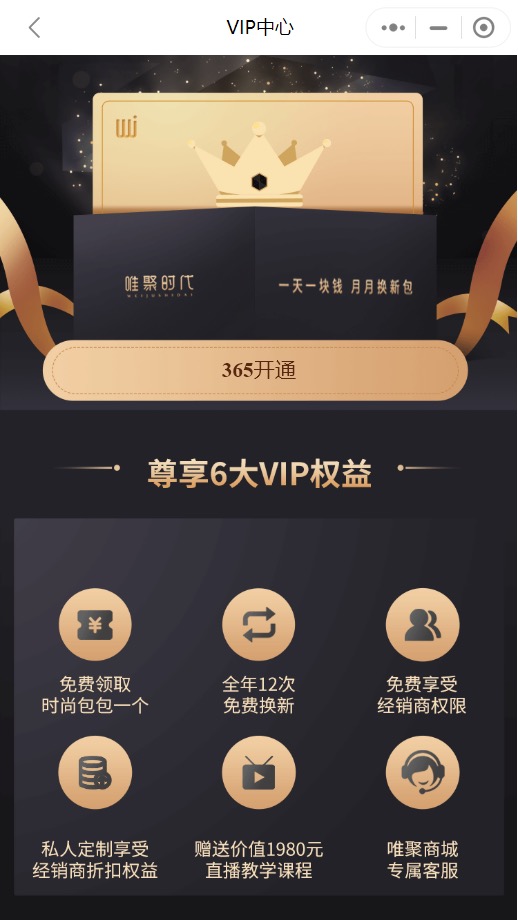 VIP中心
唯聚时代
WEIJUSHIDAI
一天一块钱 月月换新包
365开通
尊享6大VIP权益
免费领取
时尚包包一个
全年12次
免费换新
免费享受
经销商权限
私人定制享受
经销商折扣权益
赠送价值1980元
直播教学课程
唯聚商城
专属客服